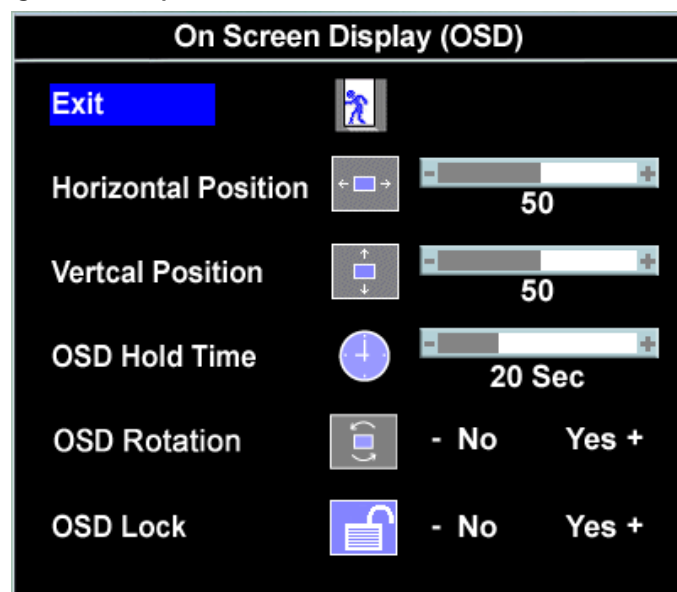 On Screen Display (OSD)
Exit
Horizontal Position - +
50
Vertcal Position - +
50
OSD Hold Time - +
20 Sec
OSD Rotation - No Yes +
OSD Lock - No Yes +